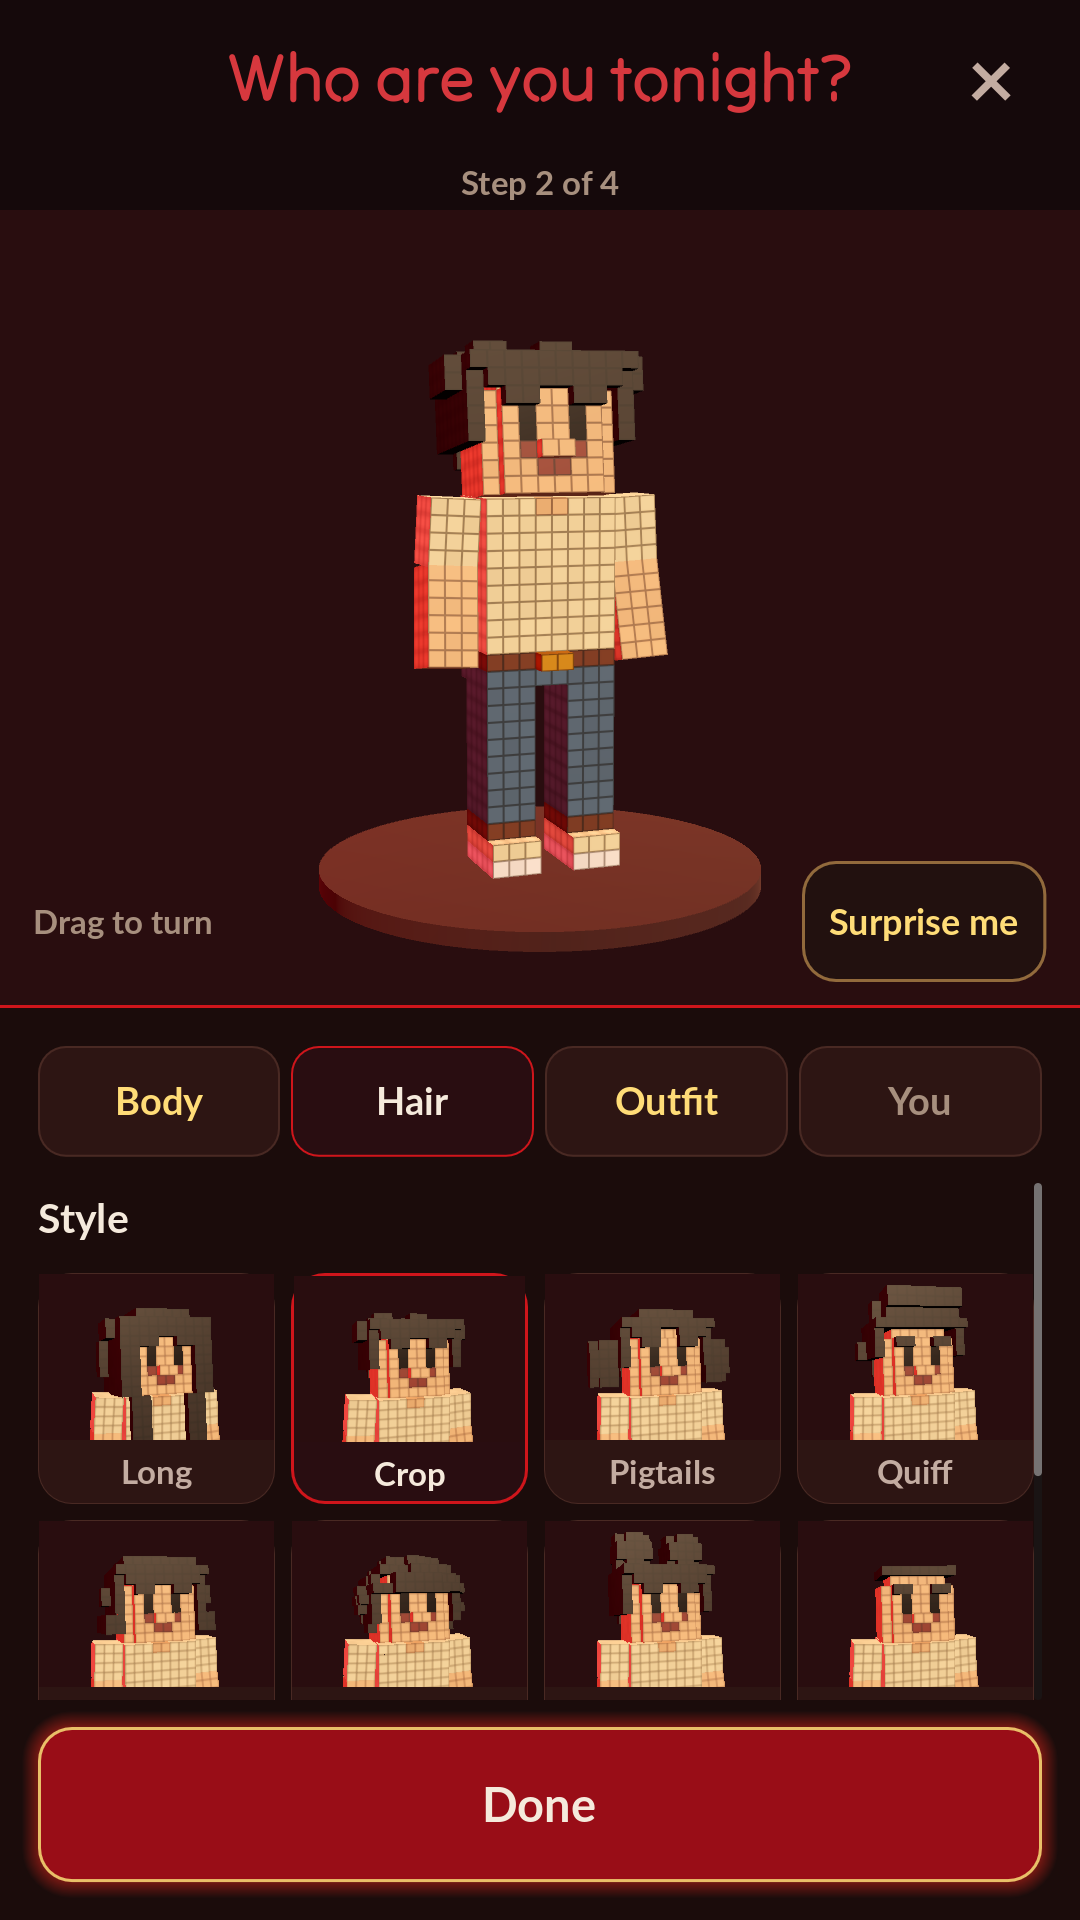 Who are you tonight?
Step 2 of 4
Drag to turn
Surprise me
Body
Hair
Outfit
You
Style
Long
Crop
Pigtails
Quiff
Done